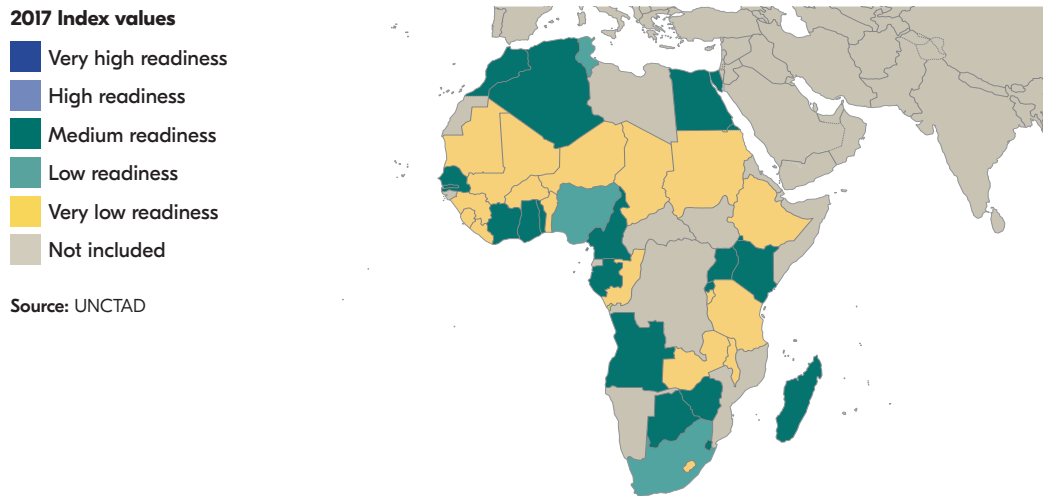 2017 Index values
Very high readiness
High readiness
Medium readiness
Low readiness
Very low readiness
Not included
Source: UNCTAD